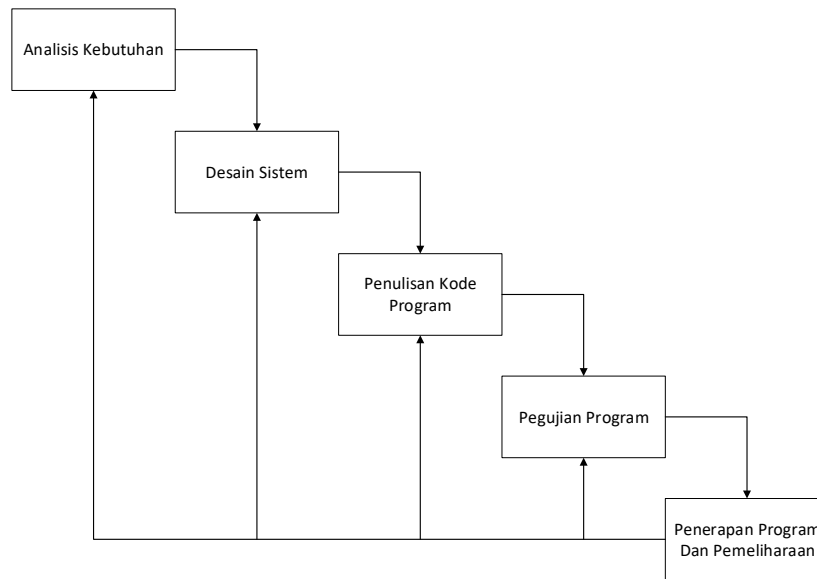 Analisis Kebutuhan
Desain Sistem
Penulisan Kode
Program
Pegujian Program
Penerapan Program
Dan Pemeliharaan